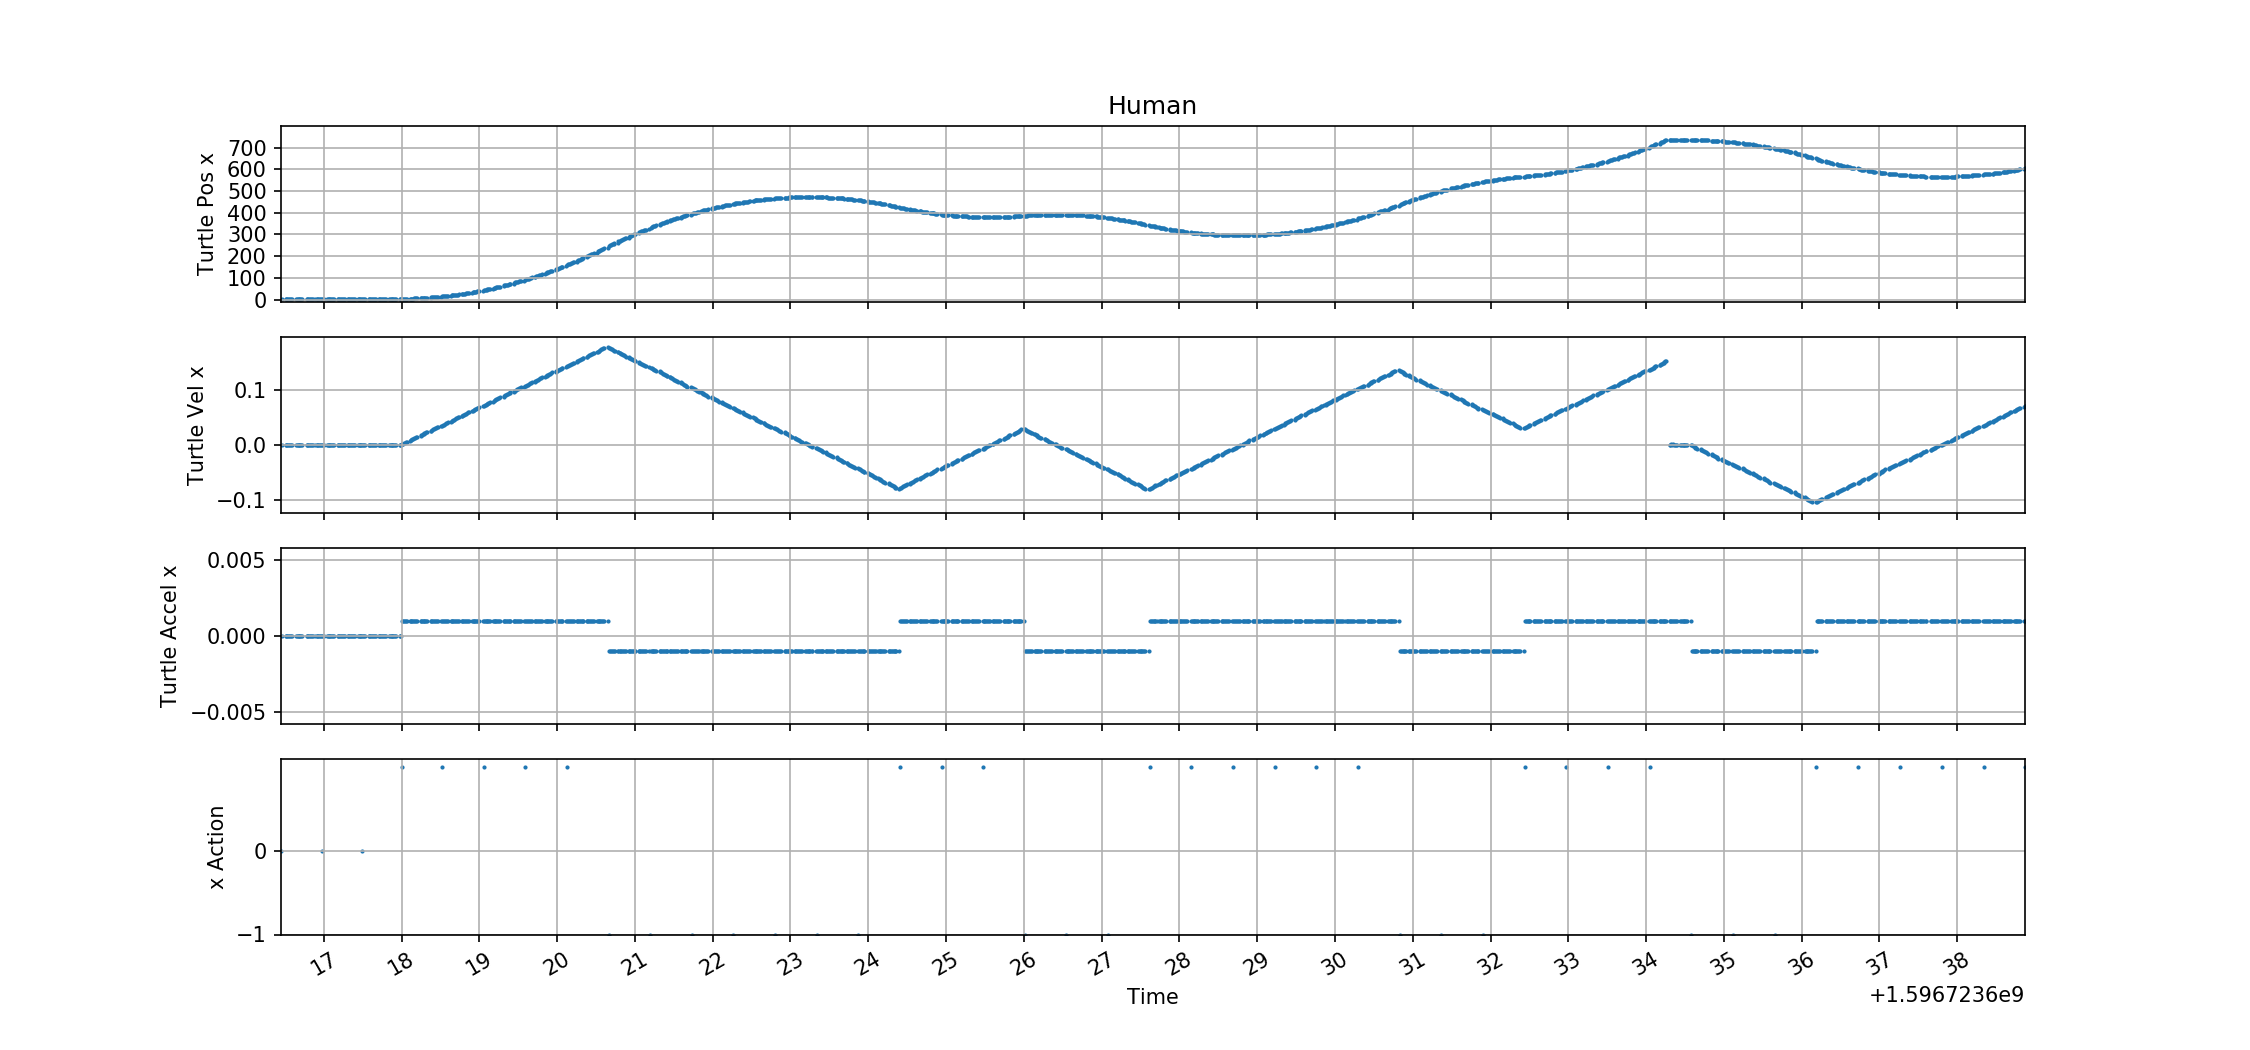 Human
Turtle Pos x
700
600
500
400
300
200
100
0
Turtle Vel x
0.1
0.0
−0.1
Turtle Accel x
0.005
0.000
−0.005
x Action
0
−1
17 18 19 20 21 22 23 24 25 26 27 28 29 30 31 32 33 34 35 36 37 38
Time
+1.5967236e9